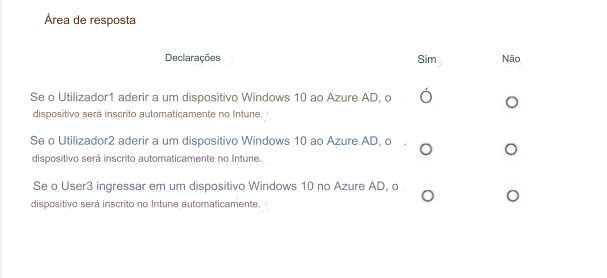 Área de resposta
Declarações Sim Não
Se o Utilizador1 aderir a um dispositivo Windows 10 ao Azure AD, o
dispositivo será inscrito automaticamente no Intune.
Se o Utilizador2 aderir a um dispositivo Windows 10 ao Azure.AD, o
dispositivo será inscrito automaticamente no Intune.
Se o User3 ingressar em um dispositivo Windows 10 no Azure AD, o
dispositivo será inscrito no Intune automaticamente.